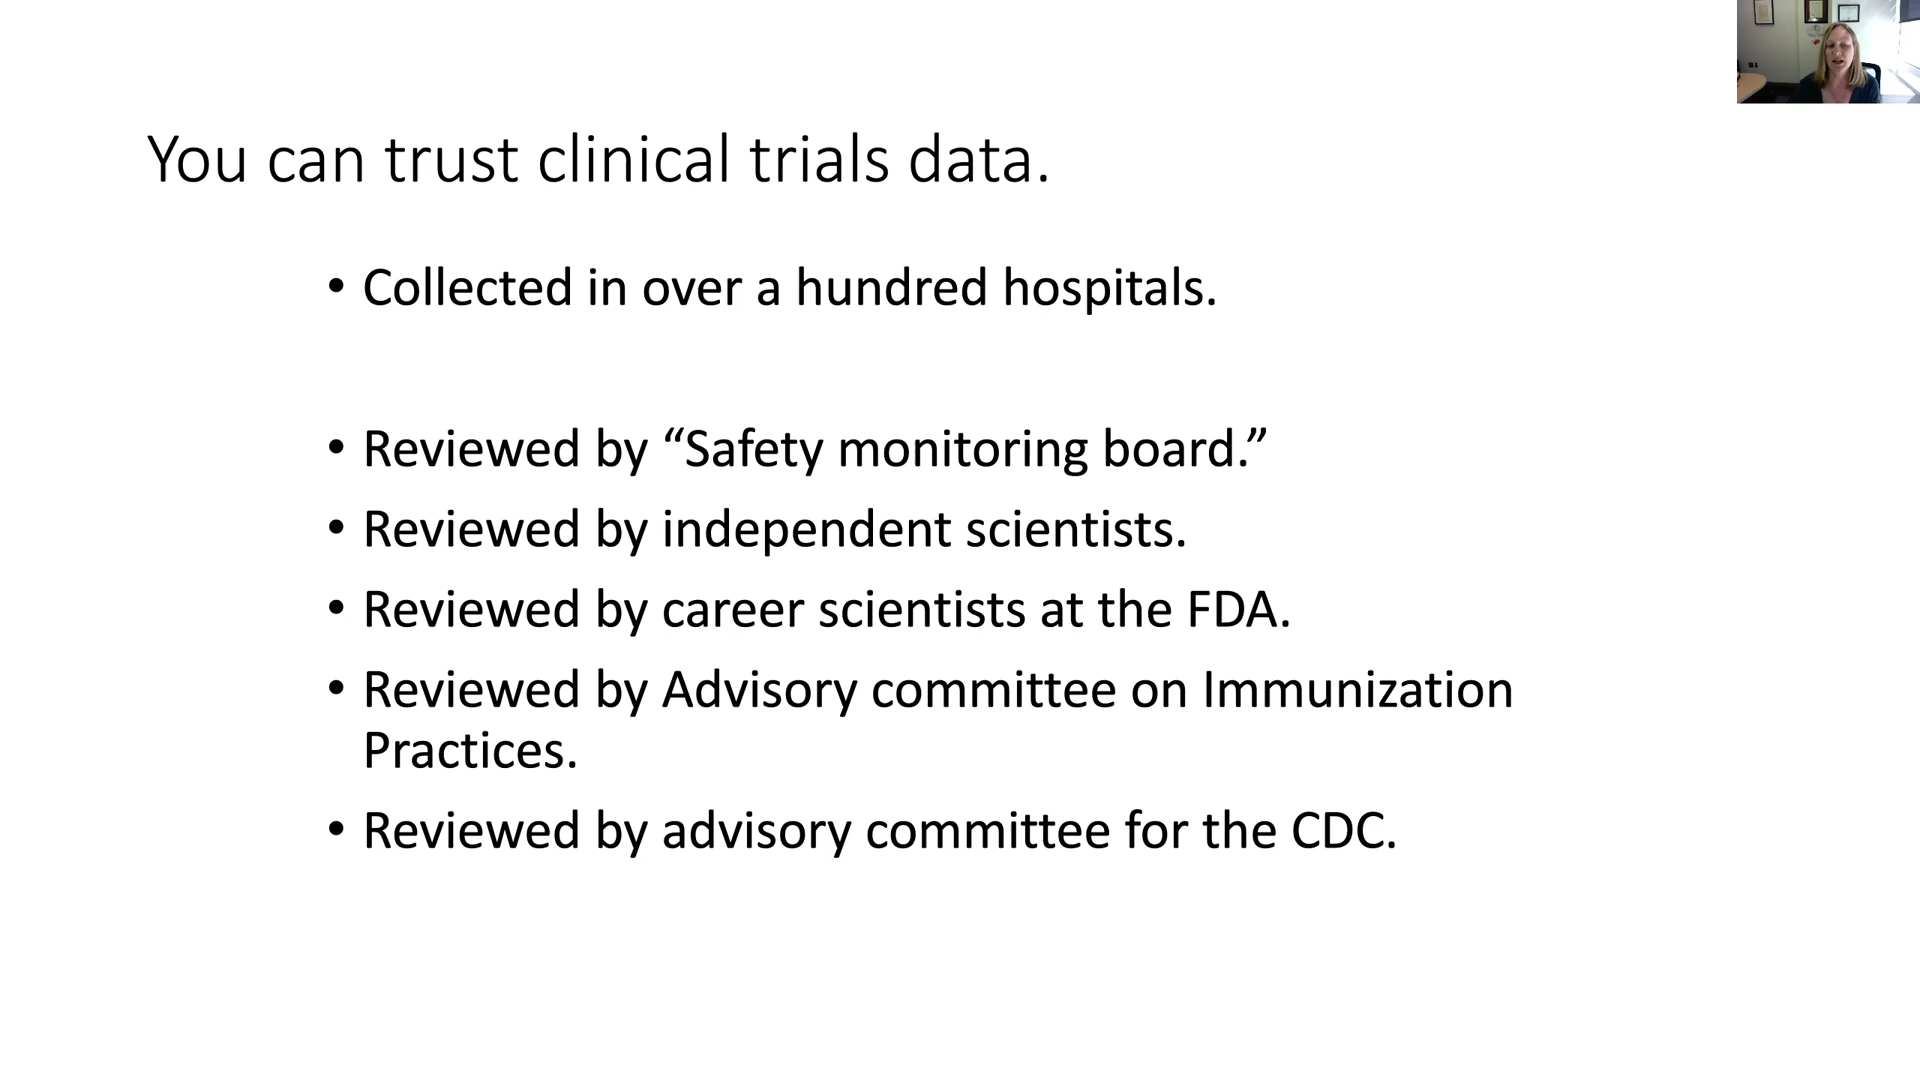 You can trust clinical trials data.
• Collected in over a hundred hospitals.
• Reviewed by “Safety monitoring board.”
• Reviewed by independent scientists.
• Reviewed by career scientists at the FDA.
• Reviewed by Advisory committee on Immunization
Practices.
• Reviewed by advisory committee for the CDC.